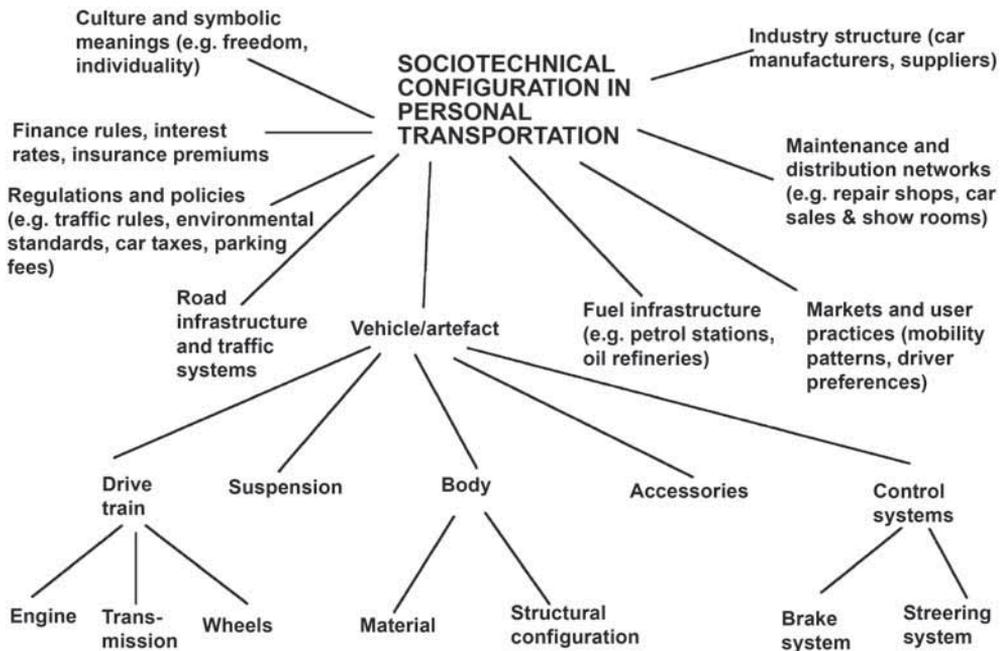 Culture and symbolic
meanings (e.g. freedom,
individuality)
SOCIOTECHNICAL
CONFIGURATION IN
PERSONAL
TRANSPORTATION
Industry structure (car
manufacturers, suppliers)
Finance rules, interest
rates, insurance premiums
Maintenance and
distribution networks
(e.g. repair shops, car
sales & show rooms)
Regulations and policies
(e.g. traffic rules, environmental
standards, car taxes, parking
fees)
Road
infrastructure
and traffic
systems
Vehicle/artefact
Fuel infrastructure
(e.g. petrol stations,
oil refineries)
Markets and user
practices (mobility
patterns, driver
preferences)
Drive
train
Suspension
Body
Accessories
Control
systems
Engine
Trans-
mission
Wheels
Material
Structural
configuration
Brake
system
Streering
system